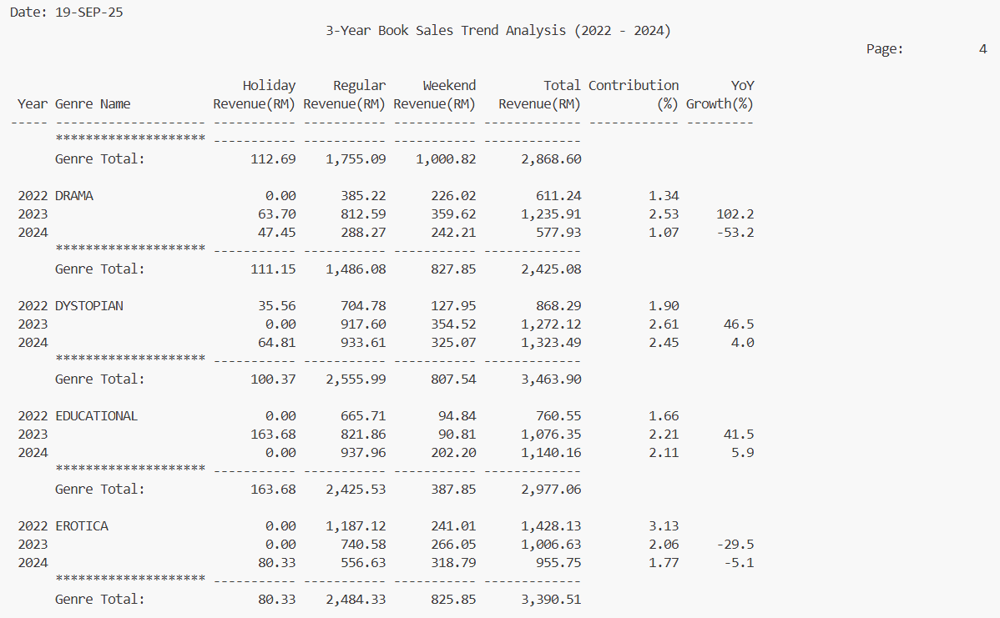 Date: 19-SEP-25
3-Year Book Sales Trend Analysis (2022 - 2024)
Page: 4
Holiday Regular Weekend Total Contribution YoY
Year Genre Name Revenue(RM) Revenue(RM) Revenue(RM) Revenue(RM) (%) Growth(%)
----- -------------------- ----------- ----------- ----------- ------------- ------------ ---------
******************** ----------- ----------- ----------- -------------
Genre Total: 112.69 1,755.09 1,000.82 2,868.60
2022 DRAMA 0.00 385.22 226.02 611.24 1.34
2023 63.70 812.59 359.62 1,235.91 2.53 102.2
2024 47.45 288.27 242.21 577.93 1.07 -53.2
******************** ----------- ----------- ----------- -------------
Genre Total: 111.15 1,486.08 827.85 2,425.08
2022 DYSTOPIAN 35.56 704.78 127.95 868.29 1.90
2023 0.00 917.60 354.52 1,272.12 2.61 46.5
2024 64.81 933.61 325.07 1,323.49 2.45 4.0
******************** ----------- ----------- ----------- -------------
Genre Total: 100.37 2,555.99 807.54 3,463.90
2022 EDUCATIONAL 0.00 665.71 94.84 760.55 1.66
2023 163.68 821.86 90.81 1,076.35 2.21 41.5
2024 0.00 937.96 202.20 1,140.16 2.11 5.9
******************** ----------- ----------- ----------- -------------
Genre Total: 163.68 2,425.53 387.85 2,977.06
2022 EROTICA 0.00 1,187.12 241.01 1,428.13 3.13
2023 0.00 740.58 266.05 1,006.63 2.06 -29.5
2024 80.33 556.63 318.79 955.75 1.77 -5.1
******************** ----------- ----------- ----------- -------------
Genre Total: 80.33 2,484.33 825.85 3,390.51